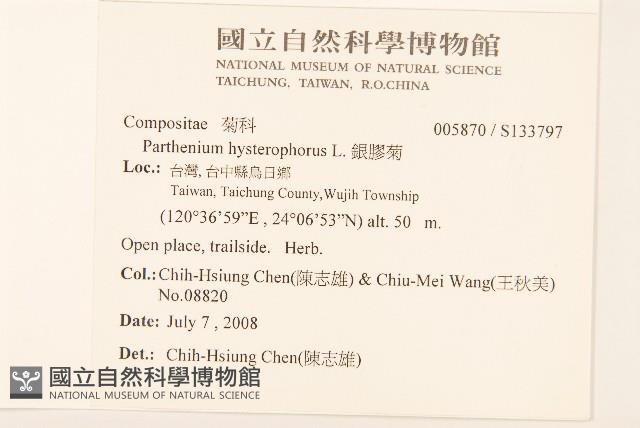 國立自然科學博物館
NATIONAL MUSEUM OF NATURAL SCIENCE
TAICHUNG, TAIWAN, R.O.CHINA
Compositae 菊科 005870 / S133797
Parthenium hysterophorus L. 銀膠菊
Loc.: 台灣, 台中縣烏日鄉
Taiwan, Taichung County,Wujih Township
(120°36'59”E , 24°06'53”N) alt. 50 m.
Open place, trailside. Herb.
Col.: Chih-Hsiung Chen(陳志雄) & Chiu-Mei Wang(王秋美)
No.08820
Date: July 7 , 2008
Det.: Chih-Hsiung Chen(陳志雄)
國立自然科學博物館
NATIONAL MUSEUM OF NATURAL SCIENCE